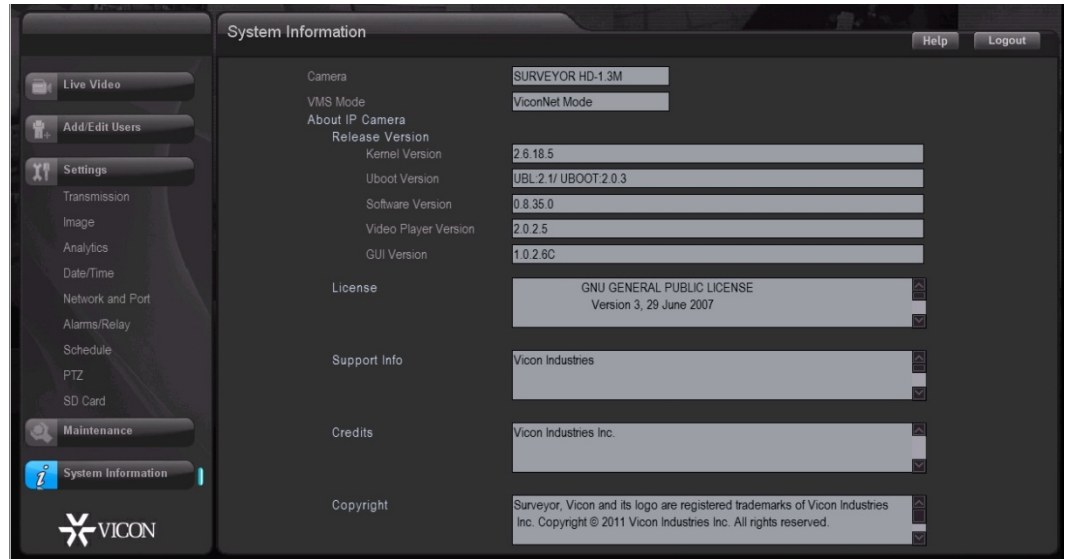 System Information
Help
Logout
Live Video
Add/Edit Users
Settings
Transmission
Image
Analytics
Date/Time
Network and Port
Alarms/Relay
Schedule
PTZ
SD Card
Maintenance
System Information
VICON
Camera
SURVEYOR HD-1.3M
VMS Mode
ViconNet Mode
About IP Camera
Release Version
Kernel Version
2.6.18.5
Uboot Version
UBL:2.1/ UBOOT:2.0.3
Software Version
0.8.35.0
Video Player Version
2.0.2.5
GUI Version
1.0.2.6C
License
GNU GENERAL PUBLIC LICENSE
Version 3, 29 June 2007
Support Info
Vicon Industries
Credits
Vicon Industries Inc.
Copyright
Surveyor, Vicon and its logo are registered trademarks of Vicon Industries
Inc. Copyright © 2011 Vicon Industries Inc. All rights reserved.